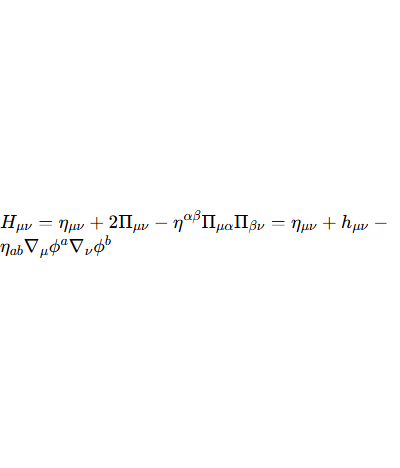 $H_{\mu\nu} = \eta_{\mu\nu} + 2\Pi_{\mu\nu} - \eta^{\alpha\beta}\Pi_{\mu\alpha}\Pi_{\beta\nu} = \eta_{\mu\nu} + h_{\mu\nu} -$
$\eta_{ab}\nabla_{\mu}\phi^{a}\nabla_{\nu}\phi^{b}$